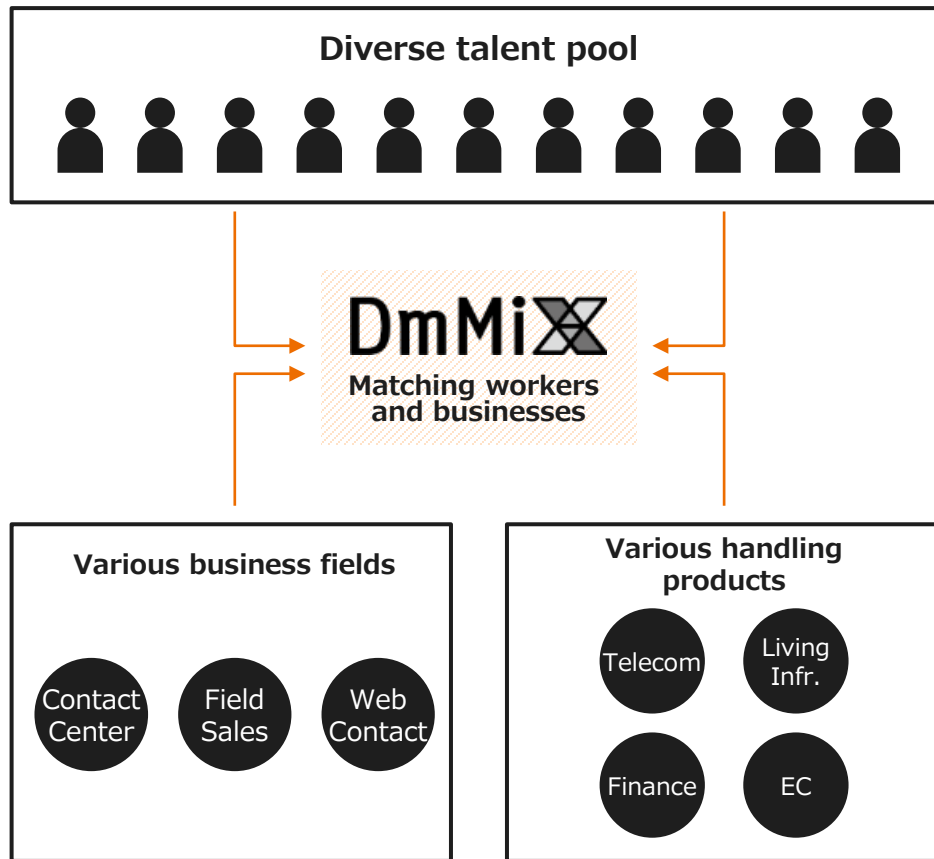 Diverse talent pool
DmMiX
Matching workers
and businesses
Various business fields
Contact
Center
Field
Sales
Web
Contact
Various handling
products
Telecom
Living
Infr.
Finance
EC